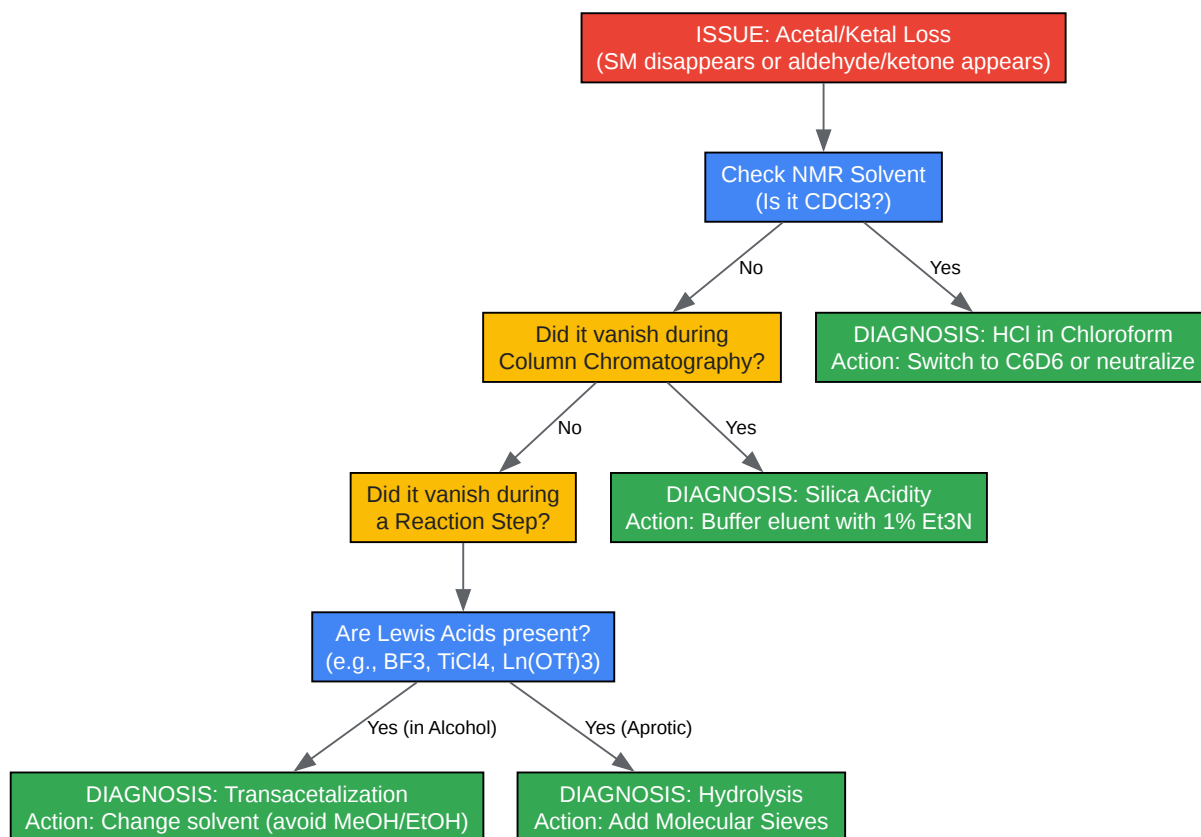 ISSUE: Acetal/Ketal Loss
(SM disappears or aldehyde/ketone appears)
Check NMR Solvent
(Is it CDCl3?)
No
Yes
Did it vanish during
Column Chromatography?
DIAGNOSIS: HCl in Chloroform
Action: Switch to C6D6 or neutralize
No
Yes
Did it vanish during
a Reaction Step?
DIAGNOSIS: Silica Acidity
Action: Buffer eluent with 1% Et3N
Are Lewis Acids present?
(e.g., BF3, TiCl4, Ln(OTf)3)
Yes (in Alcohol)
Yes (Aprotic)
DIAGNOSIS: Transacetalization
Action: Change solvent (avoid MeOH/EtOH)
DIAGNOSIS: Hydrolysis
Action: Add Molecular Sieves